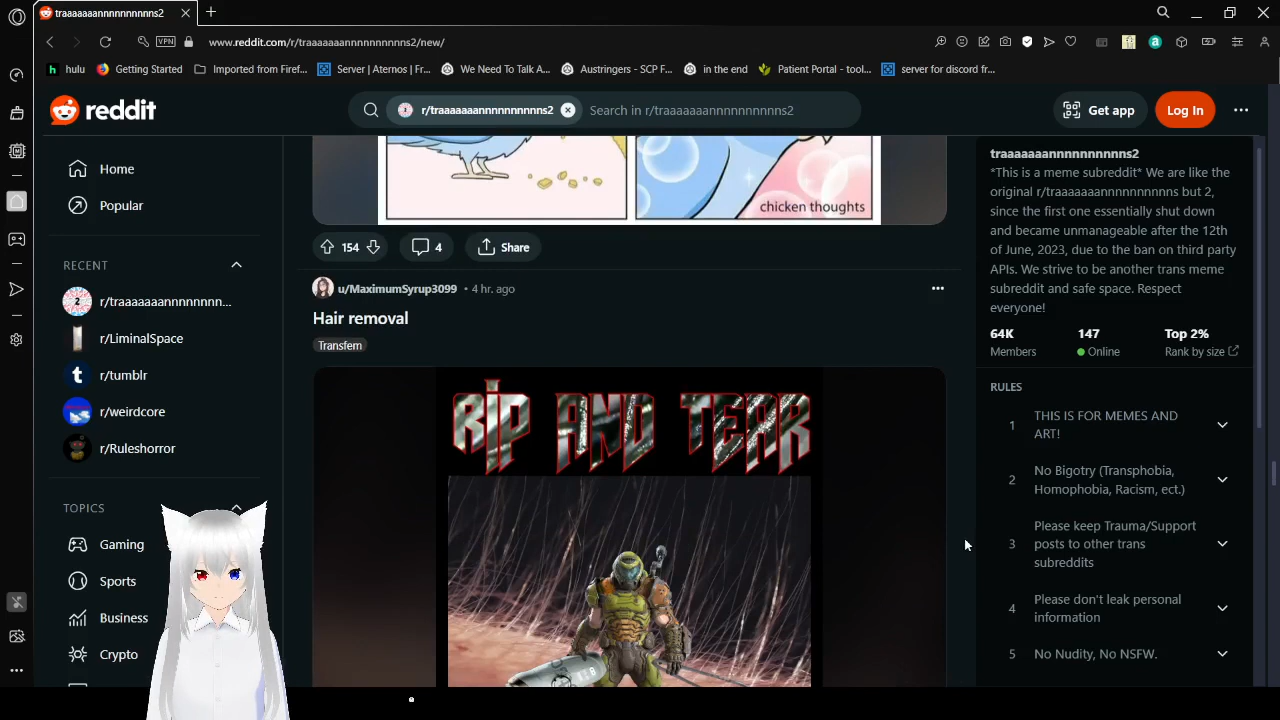 traaaaaaannnnnnnnnns2
www.reddit.com/r/traaaaaaannnnnnnnnns2/new/
VPN
hulu
Getting Started
Imported from Firef...
Server | Aternos | Fr...
We Need To Talk A...
Austringers - SCP F...
in the end
Patient Portal - tool...
server for discord fr...
reddit
r/traaaaaaannnnnnnnnns2
Search in r/traaaaaaannnnnnnnnns2
Get app
Log In
Home
Popular
RECENT
r/traaaaaaannnnnnn...
r/LiminalSpace
r/tumblr
r/weirdcore
r/Ruleshorror
TOPICS
Gaming
Sports
Business
Crypto
chicken thoughts
154
4
Share
u/MaximumSyrup3099 • 4 hr. ago
Hair removal
Transfem
RIP AND TEAR
traaaaaaannnnnnnnnns2
*This is a meme subreddit* We are like the
original r/traaaaaaannnnnnnnnns but 2,
since the first one essentially shut down
and became unmanageable after the 12th
of June, 2023, due to the ban on third party
APIs. We strive to be another trans meme
subreddit and safe space. Respect
everyone!
64K
Members
147
Online
Top 2%
Rank by size
RULES
1
THIS IS FOR MEMES AND
ART!
2
No Bigotry (Transphobia,
Homophobia, Racism, ect.)
3
Please keep Trauma/Support
posts to other trans
subreddits
4
Please don't leak personal
information
5
No Nudity, No NSFW.